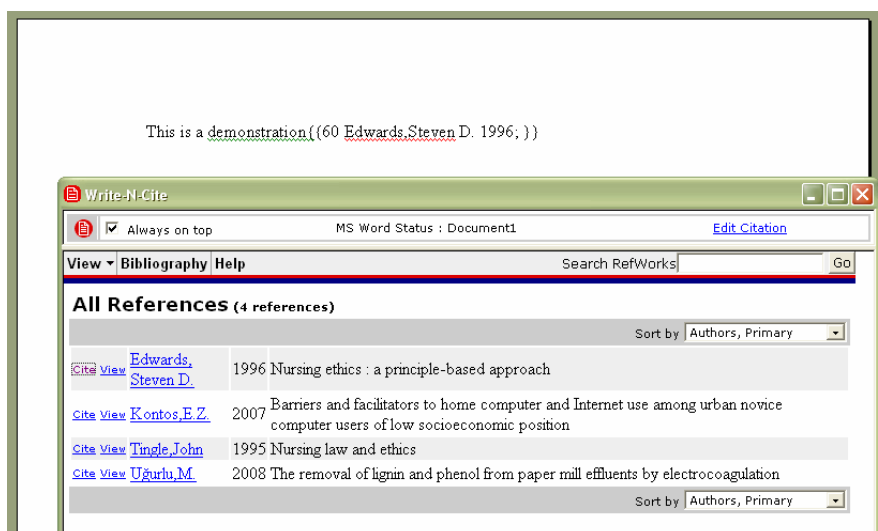 This is a demonstration{{60 Edwards,Steven D. 1996; }}
Write-N-Cite
Always on top MS Word Status : Document1 Edit Citation
View Bibliography Help Search RefWorks Go
All References (4 references)
Sort by Authors, Primary
Cite View Edwards, Steven D. 1996 Nursing ethics : a principle-based approach
Cite View Kontos,E.Z. 2007 Barriers and facilitators to home computer and Internet use among urban novice
computer users of low socioeconomic position
Cite View Tingle,John 1995 Nursing law and ethics
Cite View Uğurlu,M. 2008 The removal of lignin and phenol from paper mill effluents by electrocoagulation
Sort by Authors, Primary